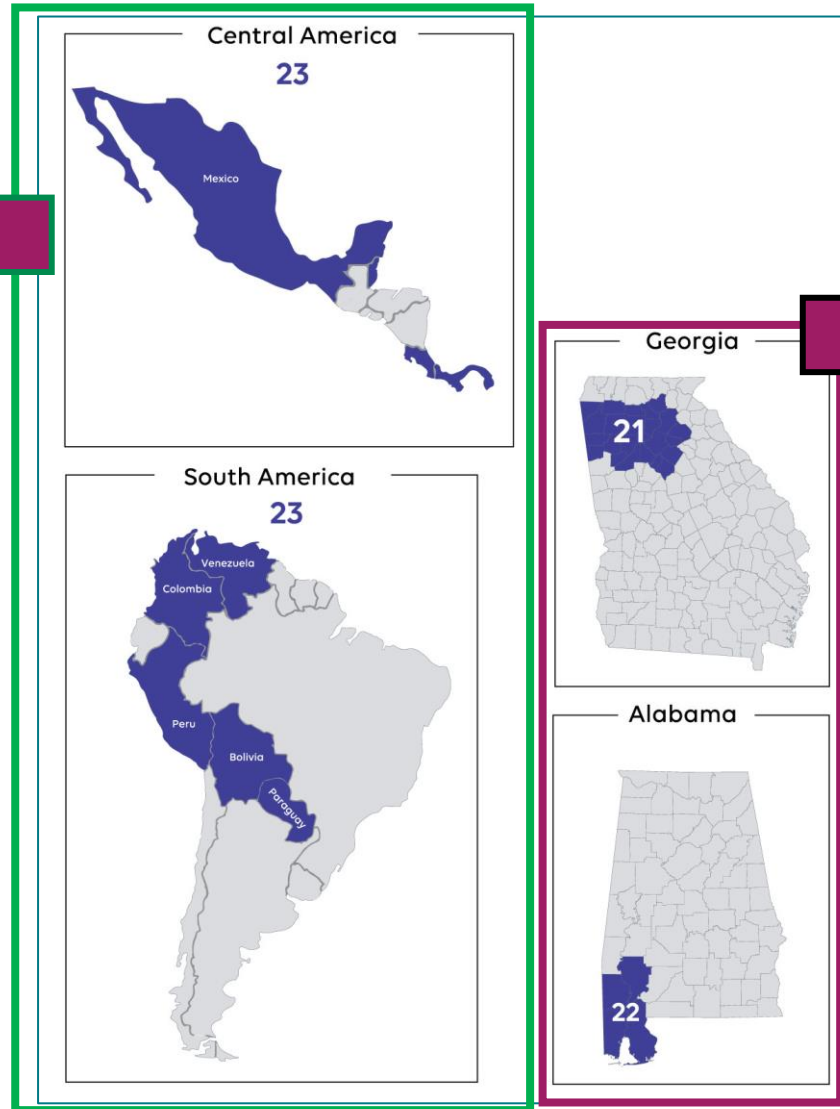 Central America
23
Mexico
South America
23
Venezuela
Colombia
Peru
Bolivia
Paraguay
Georgia
21
Alabama
22